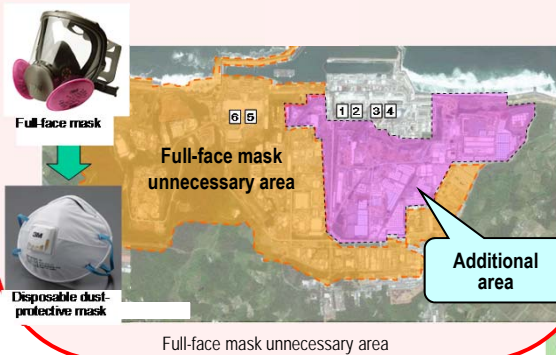 Full-face mask
3M
Disposable dust-
protective mask
6 5
1 2 3 4
Full-face mask
unnecessary area
Additional
area
Full-face mask unnecessary area